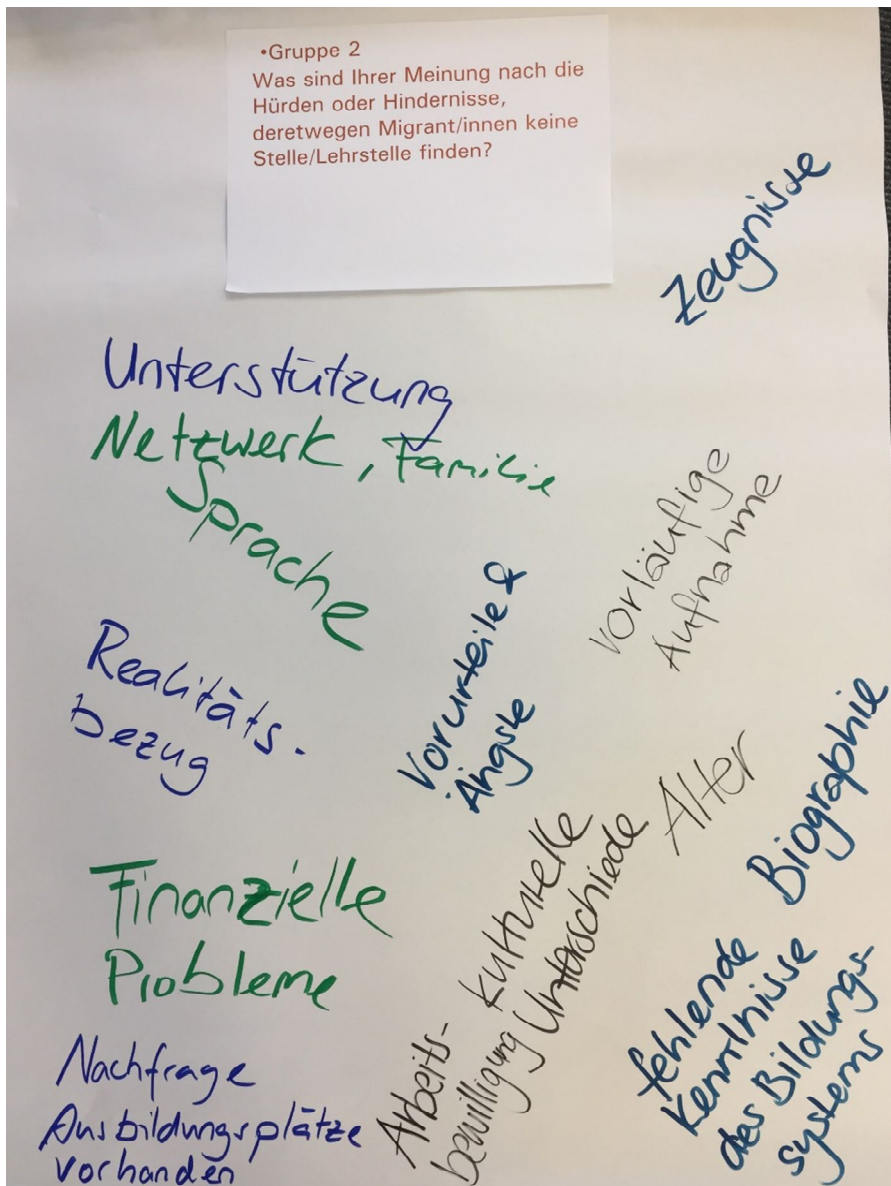 •Gruppe 2
Was sind Ihrer Meinung nach die
Hürden oder Hindernisse,
deretwegen Migrant/innen keine
Stelle/Lehrstelle finden?
Zeugnisse
Unterstützung
Netzwerk, Familie
Sprache
vorläufige
Aufnahme
Vorurteile &
Ängste
Realitäts-
bezug
Alter
Biographie
Finanzielle
Probleme
kulturelle
Unterschiede
Arbeits-
bewilligung
fehlende
Kenntnisse
des Bildungs-
systems
Nachfrage
Ausbildungsplätze
vorhanden